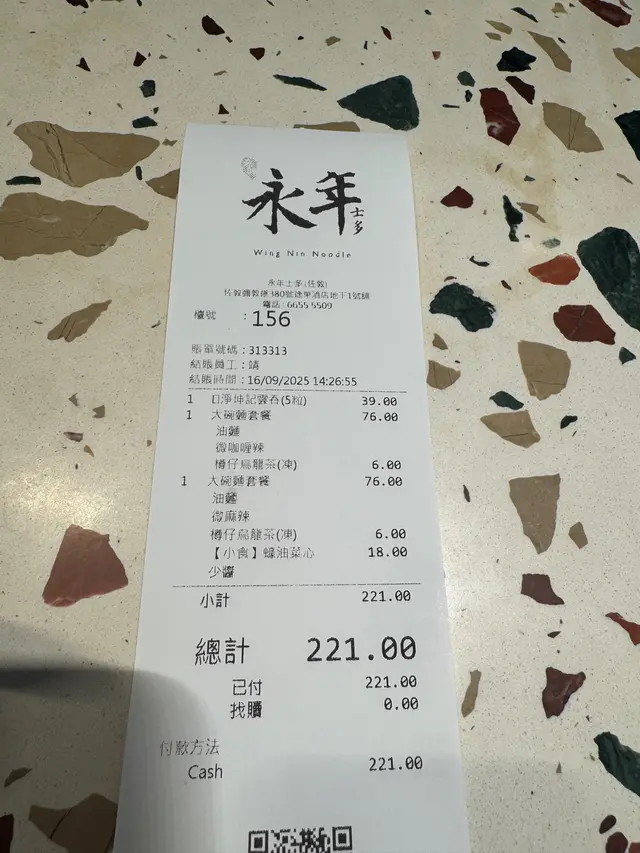 永年士多
Wing Nin Noodle
永年士多(佐敦)
佐敦彌敦道380號逸東酒店地下1號舖
電話:6655 5509
檯號 : 156
賬單號碼 : 313313
結賬員工 : 靖
結賬時間 : 16/09/2025 14:26:55
1 日淨坤記雲吞(5粒) 39.00
1 大碗麵套餐 76.00
油麵
微咖喱辣
樽仔烏龍茶(凍) 6.00
1 大碗麵套餐 76.00
油麵
微麻辣
樽仔烏龍茶(凍) 6.00
【小食】蠔油菜心 18.00
少醬
小計 221.00
總計 221.00
已付 221.00
找贖 0.00
付款方法
Cash 221.00